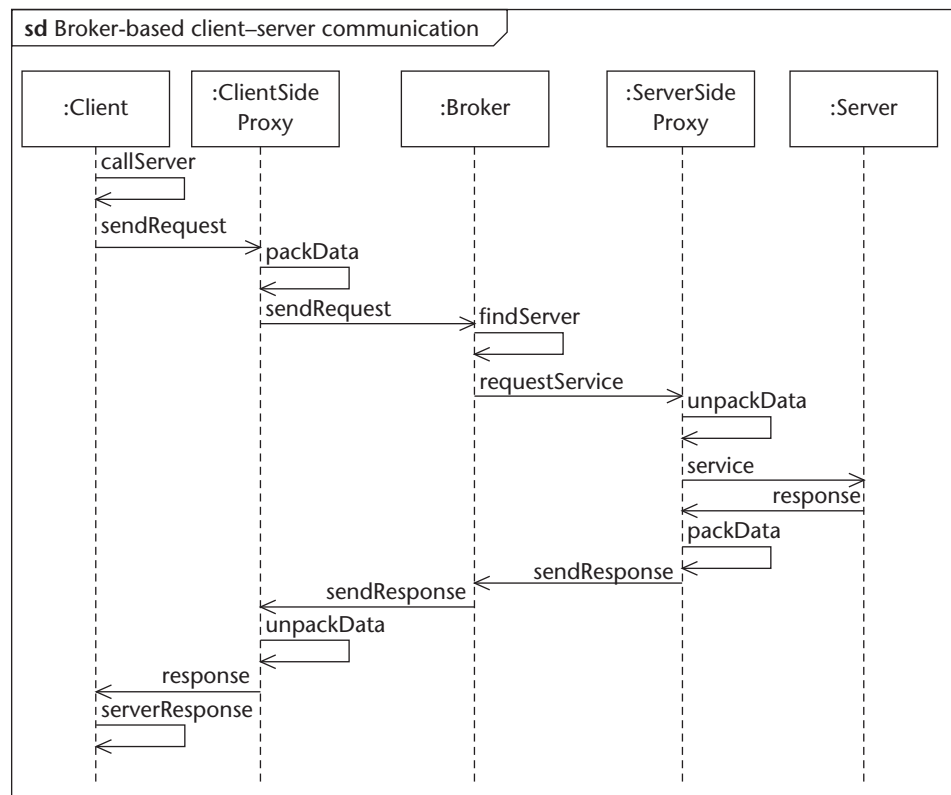 sd Broker-based client–server communication
:Client
:ClientSide
Proxy
:Broker
:ServerSide
Proxy
:Server
callServer
sendRequest
packData
sendRequest
findServer
requestService
unpackData
service
response
packData
sendResponse
sendResponse
unpackData
response
serverResponse